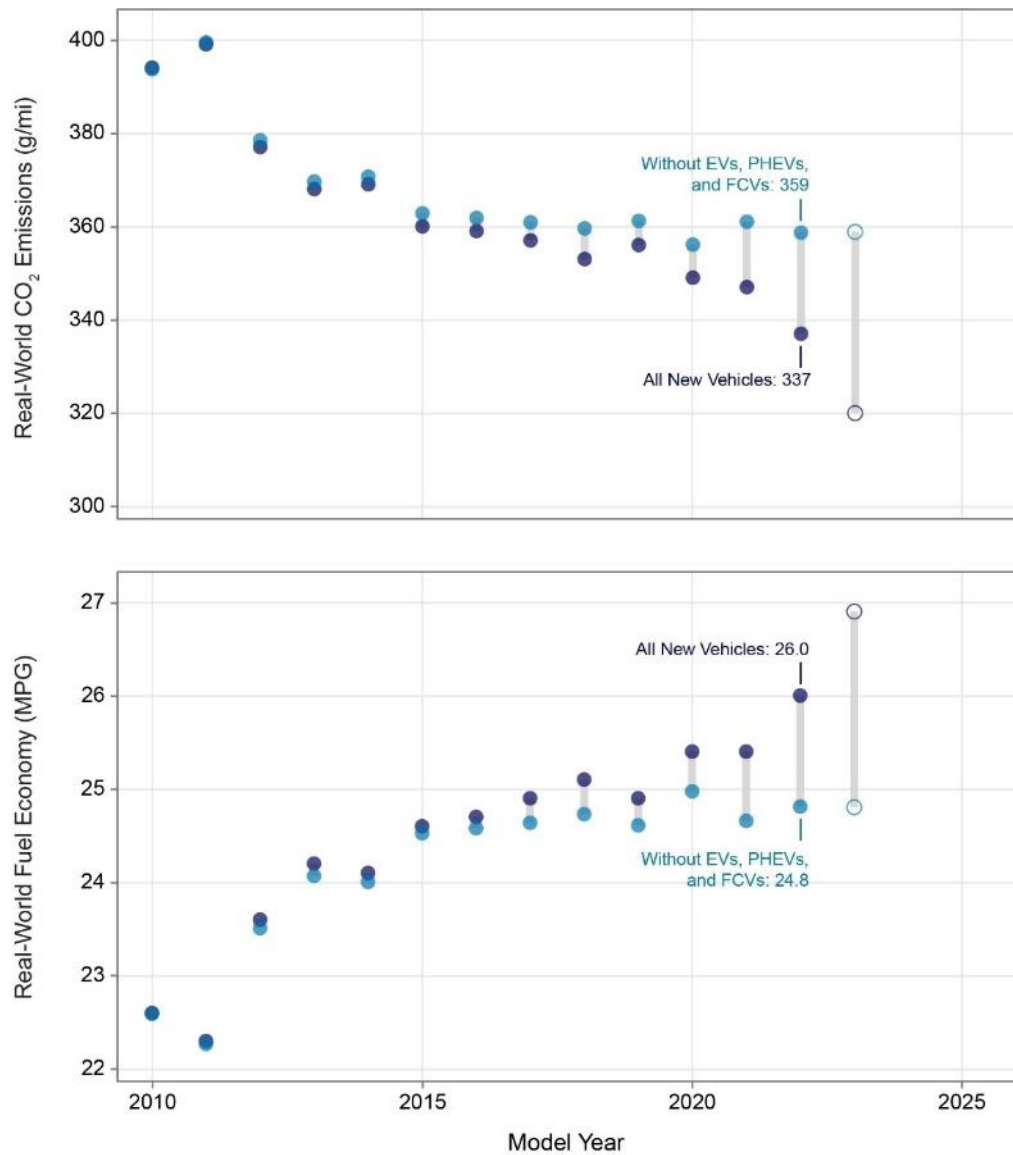 400
380
360
340
320
300
Real-World CO₂ Emissions (g/mi)
Without EVs, PHEVs,
and FCVs: 359
All New Vehicles: 337
27
26
25
24
23
22
Real-World Fuel Economy (MPG)
All New Vehicles: 26.0
Without EVs, PHEVs,
and FCVs: 24.8
2010
2015
2020
2025
Model Year